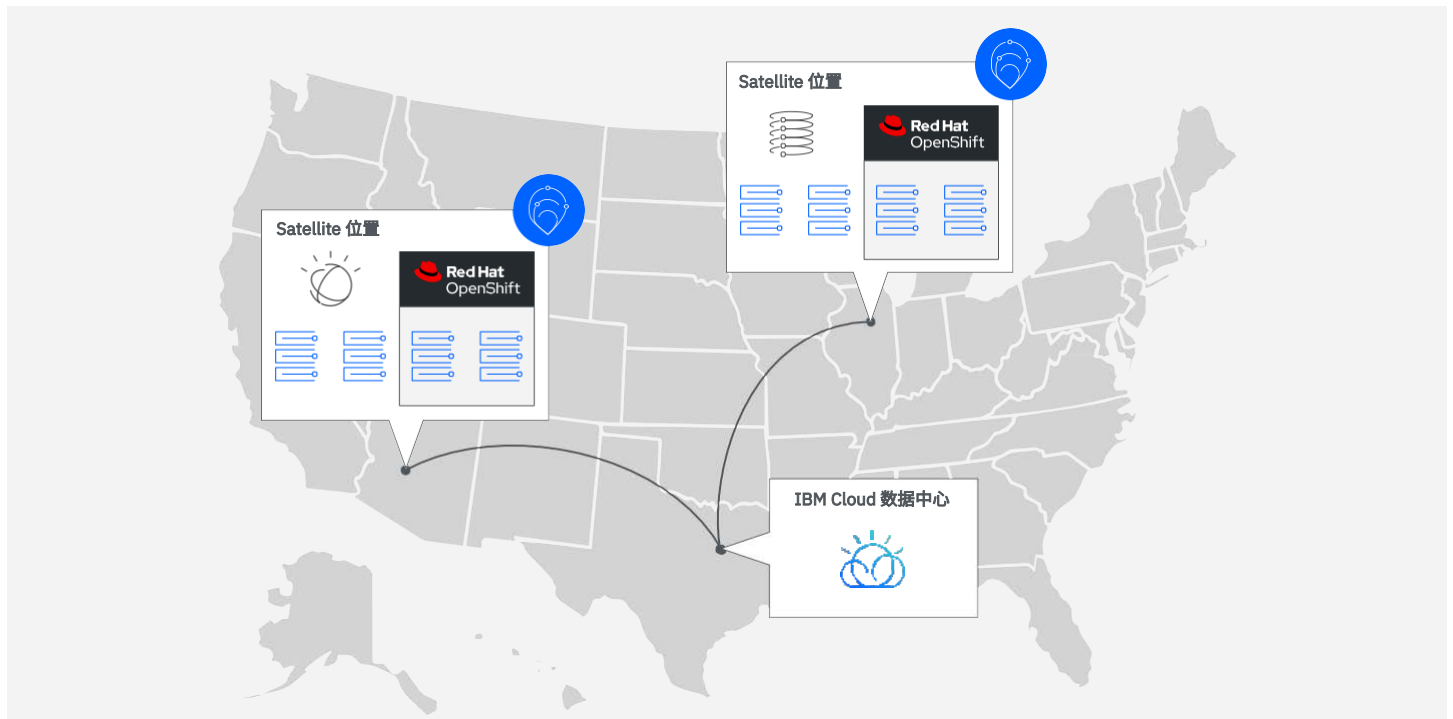 Satellite 位置
Red Hat
OpenShift
Satellite 位置
Red Hat
OpenShift
IBM Cloud 数据中心